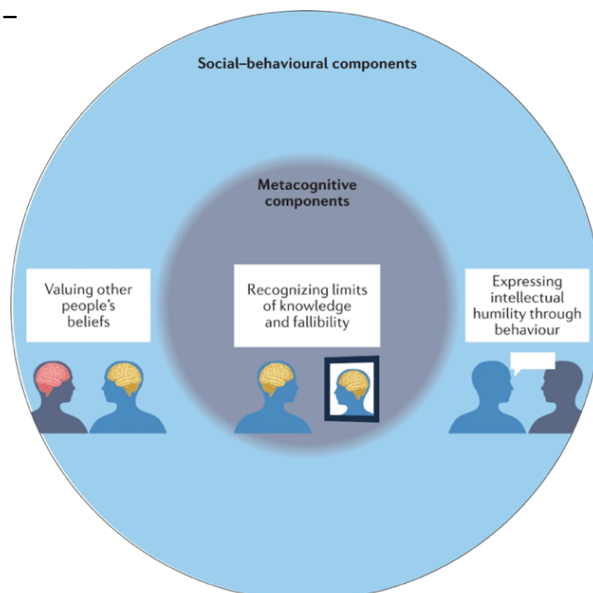 Social–behavioural components
Metacognitive
components
Valuing other
people's
beliefs
Recognizing limits
of knowledge
and fallibility
Expressing
intellectual
humility through
behaviour